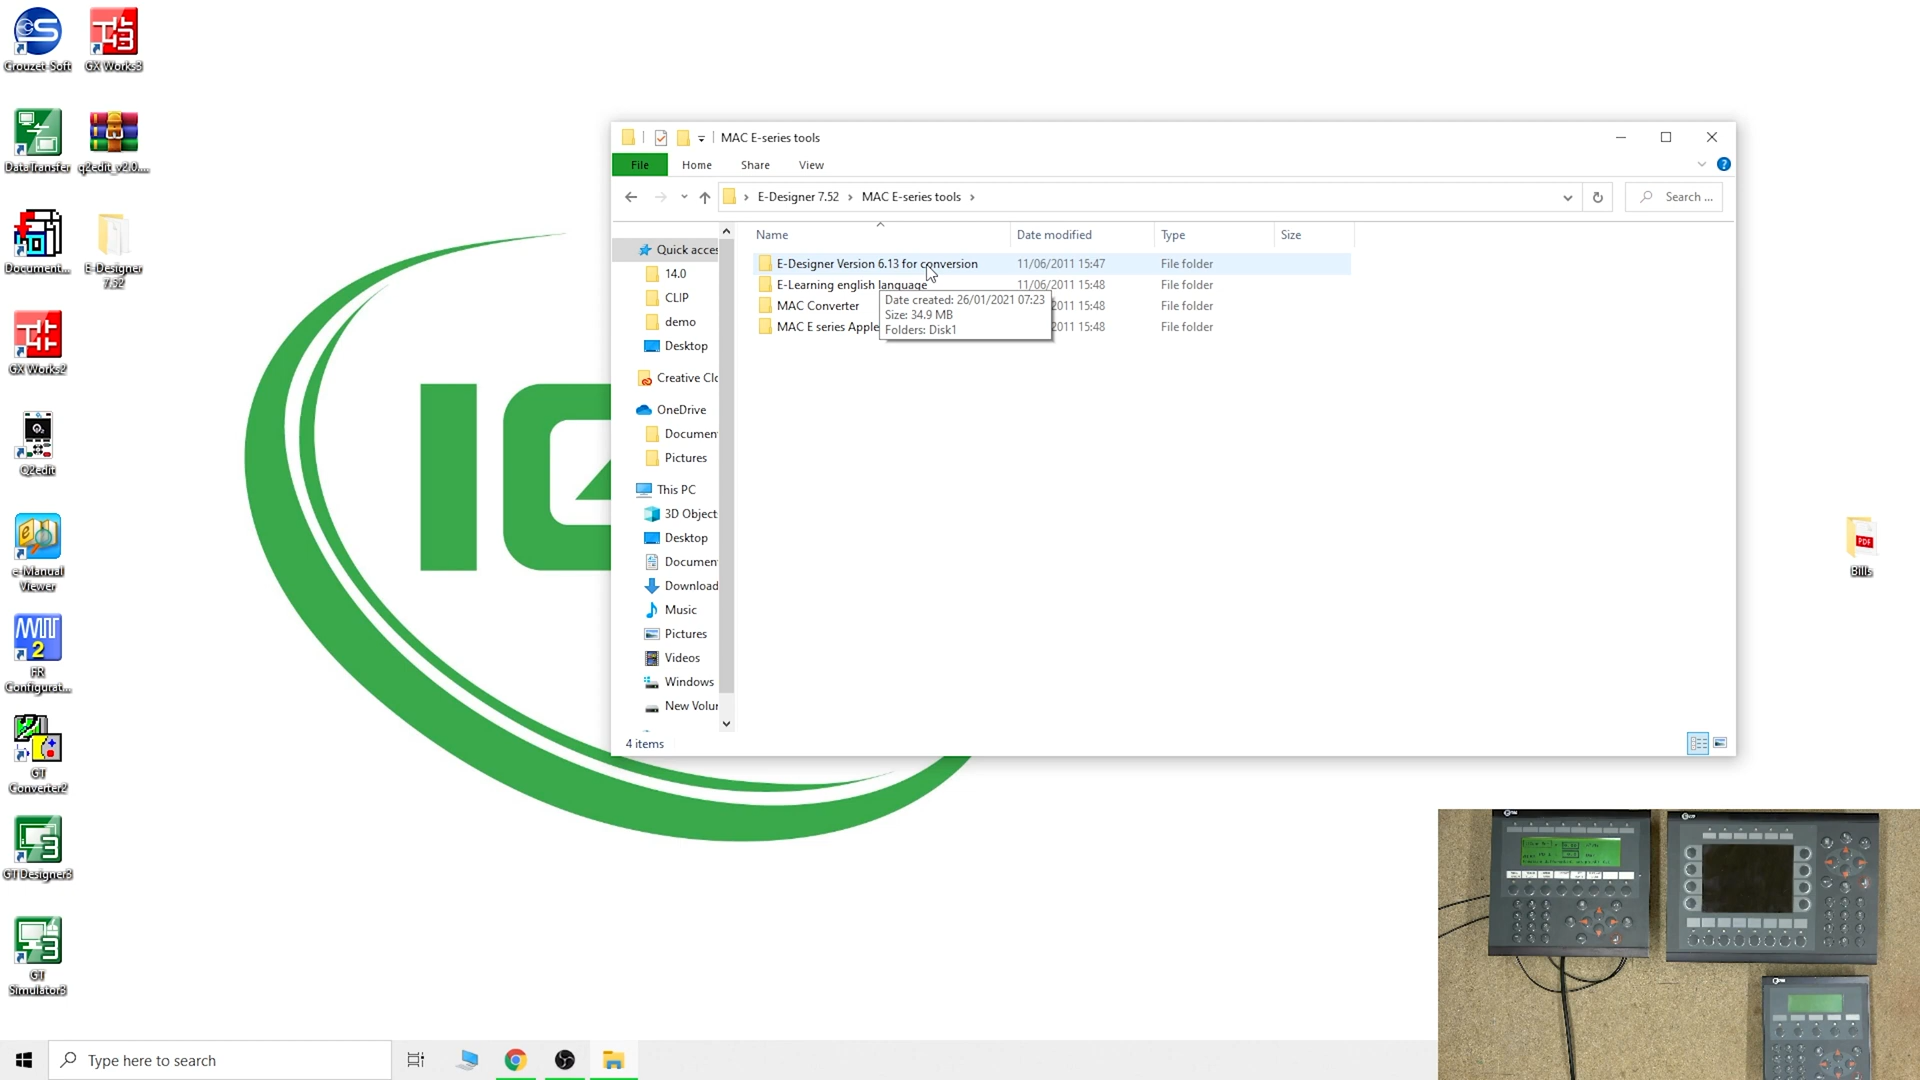 Crouzet-Soft
GX Works3
DataTransfer
q2edit_v2.0....
Document...
E-Designer
7.52
GX Works2
Q2edit
e-Manual
Viewer
FR
Configurat...
GT
Converter2
GT Designer3
GT
Simulator3
MAC E-series tools
File
Home
Share
View
E-Designer 7.52
MAC E-series tools
Search ...
Name
Date modified
Type
Size
E-Designer Version 6.13 for conversion
11/06/2011 15:47
File folder
E-Learning english language
11/06/2011 15:48
File folder
MAC Converter
2011 15:48
File folder
MAC E series Apple
2011 15:48
File folder
Date created: 26/01/2021 07:23
Size: 34.9 MB
Folders: Disk1
Quick acces
14.0
CLIP
demo
Desktop
Creative Clo
OneDrive
Documen
Pictures
This PC
3D Object
Desktop
Documen
Download
Music
Pictures
Videos
Windows
New Volur
4 items
PDF
Bills
Type here to search